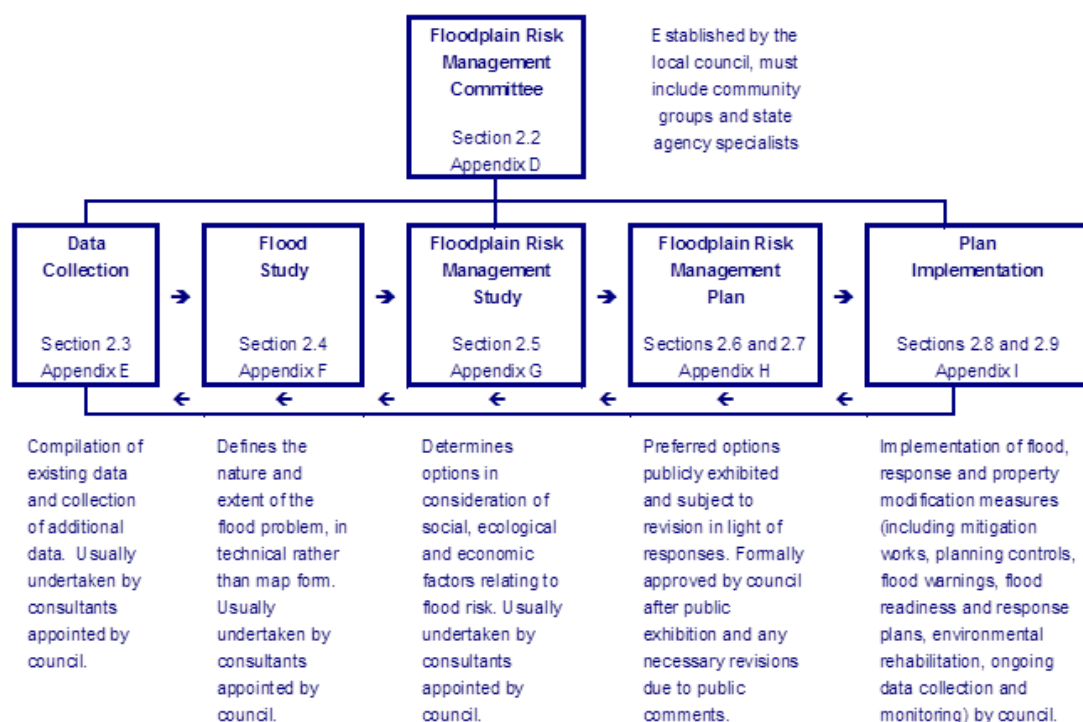 Floodplain Risk
Management
Committee
Section 2.2
Appendix D
E stablished by the
local council, must
include community
groups and state
agency specialists
Data
Collection
Section 2.3
Appendix E
➔
Flood
Study
Section 2.4
Appendix F
➔
Floodplain Risk
Management
Study
Section 2.5
Appendix G
➔
Floodplain Risk
Management
Plan
Sections 2.6 and 2.7
Appendix H
➔
Plan
Implementation
Sections 2.8 and 2.9
Appendix I
Compilation of
existing data
and collection
of additional
data. Usually
undertaken by
consultants
appointed by
council.
Defines the
nature and
extent of the
flood problem, in
technical rather
than map form.
Usually
undertaken by
consultants
appointed by
council.
Determines
options in
consideration of
social, ecological
and economic
factors relating to
flood risk. Usually
undertaken by
consultants
appointed by
council.
Preferred options
publicly exhibited
and subject to
revision in light of
responses. Formally
approved by council
after public
exhibition and any
necessary revisions
due to public
comments.
Implementation of flood,
response and property
modification measures
(including mitigation
works, planning controls,
flood warnings, flood
readiness and response
plans, environmental
rehabilitation, ongoing
data collection and
monitoring) by council.